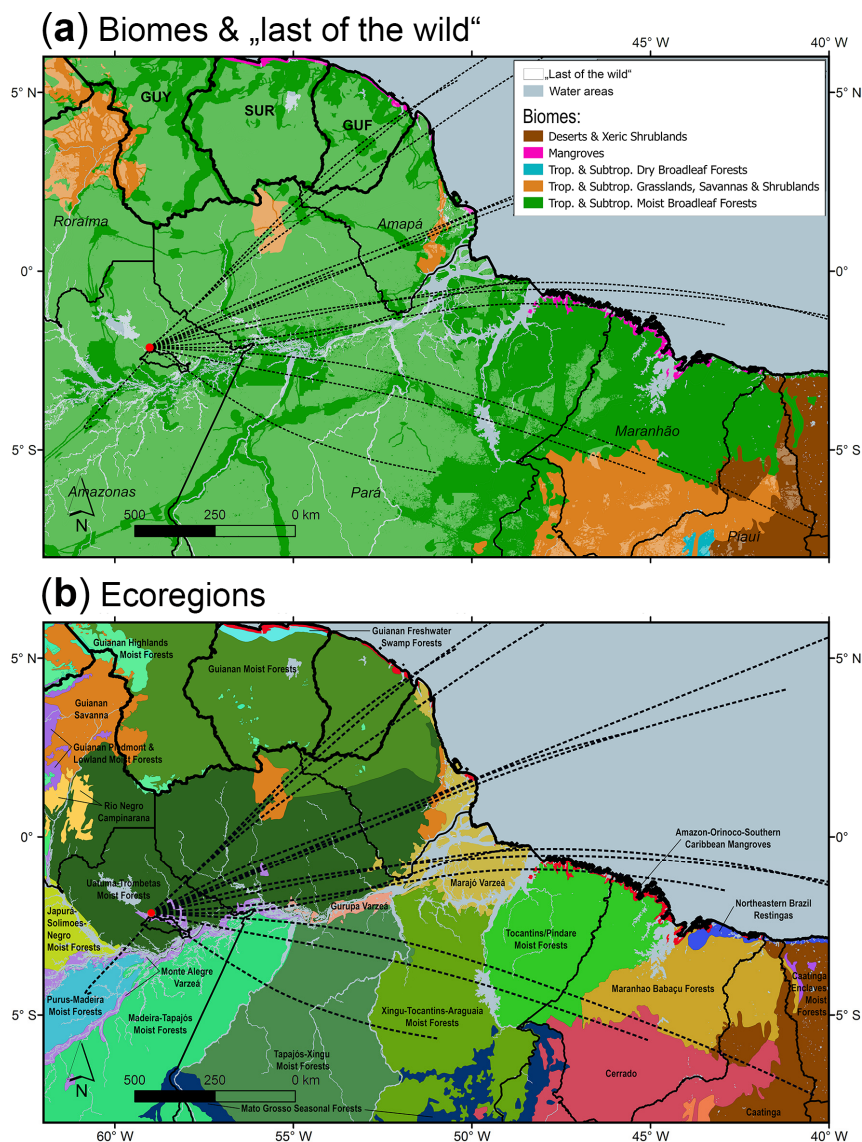 (a) Biomes & „last of the wild“
45° W
40° W
5° N
5° N
0°
0°
5° S
5° S
GUY
SUR
GUF
„Last of the wild“
Water areas
Biomes:
Deserts & Xeric Shrublands
Mangroves
Trop. & Subtrop. Dry Broadleaf Forests
Trop. & Subtrop. Grasslands, Savannas & Shrublands
Trop. & Subtrop. Moist Broadleaf Forests
Roraíma
Amapá
Maranhão
Amazonas
Pará
Piauí
N
500
250
0 km
(b) Ecoregions
5° N
5° N
0°
0°
5° S
5° S
Guianan Highlands
Moist Forests
Guianan Moist Forests
Guianan Freshwater
Swamp Forests
Guianan
Savanna
Guianan Piedmont &
Lowland Moist Forests
Rio Negro
Campinarana
Uatuma-Trombetas
Moist Forests
Amazon-Orinoco-Southern
Caribbean Mangroves
Marajó Varzeá
Gurupa Varzeá
Northeastern Brazil
Restingas
Japurá-
Solimoes-
Negro
Moist Forests
Tocantins/Pindare
Moist Forests
Monte Alegre
Varzeá
Purus-Madeira
Moist Forests
Madeira-Tapajós
Moist Forests
Maranhao Babaçu Forests
Caatinga
Enclaves
Moist
Forests
Xingu-Tocantins-Araguaia
Moist Forests
Tapajós-Xingu
Moist Forests
Cerrado
Caatinga
Mato Grosso Seasonal Forests
N
500
250
0 km
60° W
55° W
50° W
45° W
40° W